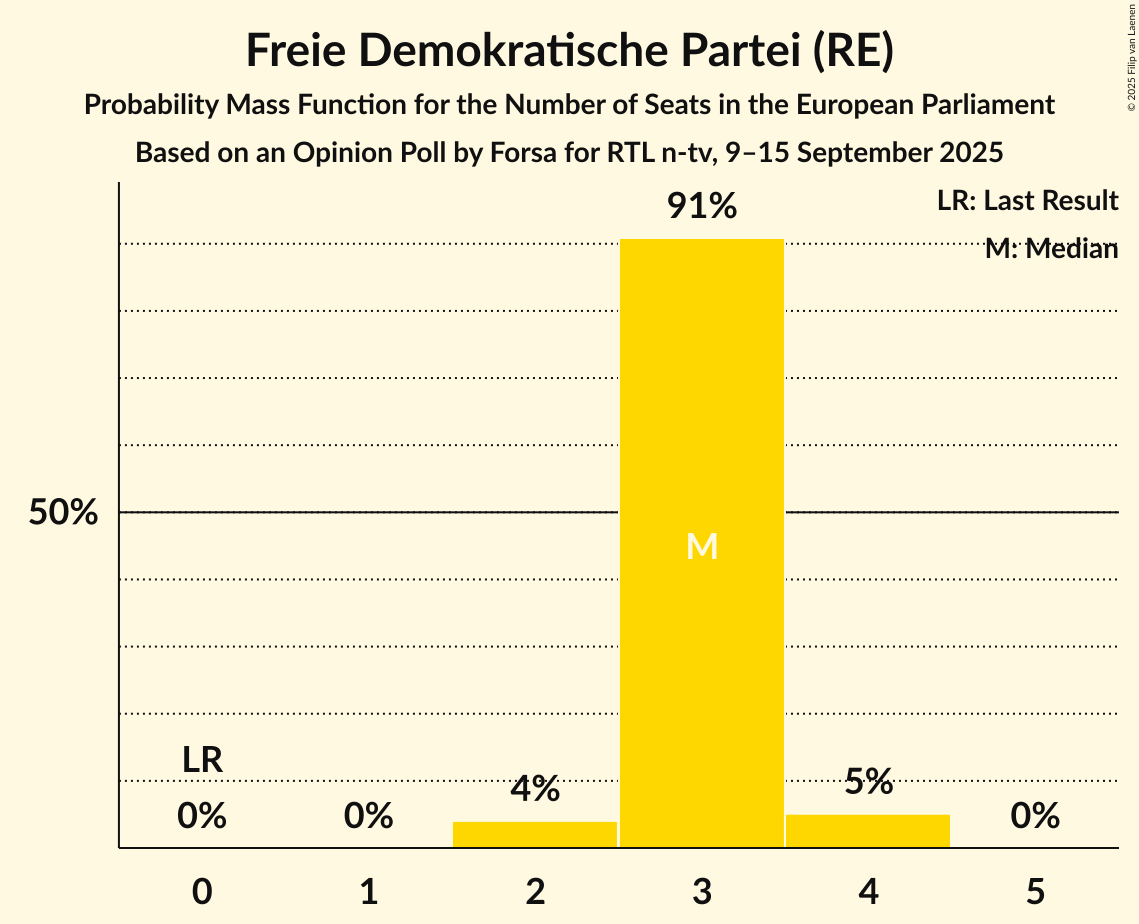 Freie Demokratische Partei (RE)
Probability Mass Function for the Number of Seats in the European Parliament
Based on an Opinion Poll by Forsa for RTL n-tv, 9–15 September 2025
© 2025 Filip van Laenen
LR: Last Result
M: Median
91%
50%
M
LR
0%
0%
4%
5%
0%
0
1
2
3
4
5